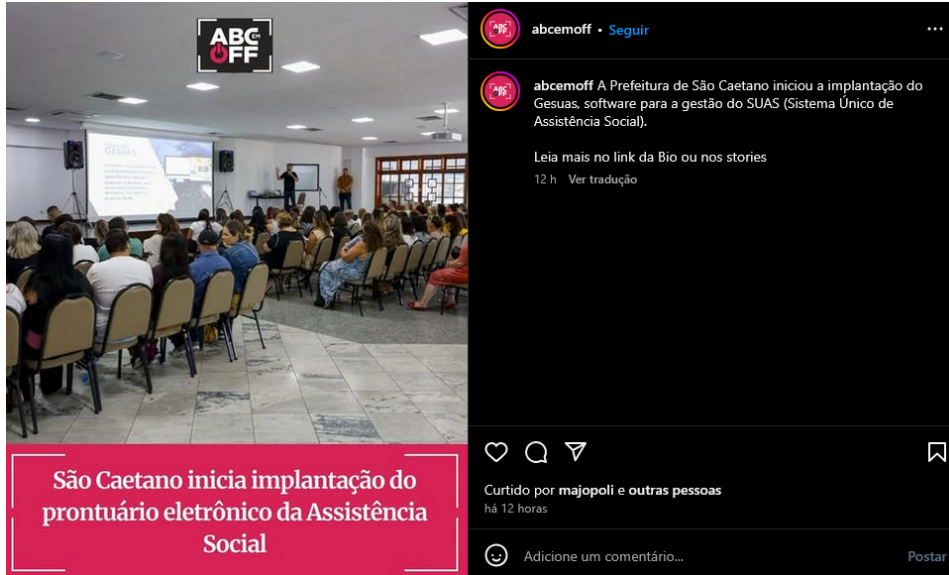 ABC EM
OFF
GESUAS
São Caetano inicia implantação do
prontuário eletrônico da Assistência
Social
abcemoff • Seguir
abcemoff A Prefeitura de São Caetano iniciou a implantação do
Gesuas, software para a gestão do SUAS (Sistema Único de
Assistência Social).
Leia mais no link da Bio ou nos stories
12 h Ver tradução
Curtido por majopoli e outras pessoas
há 12 horas
Adicione um comentário...
Postar